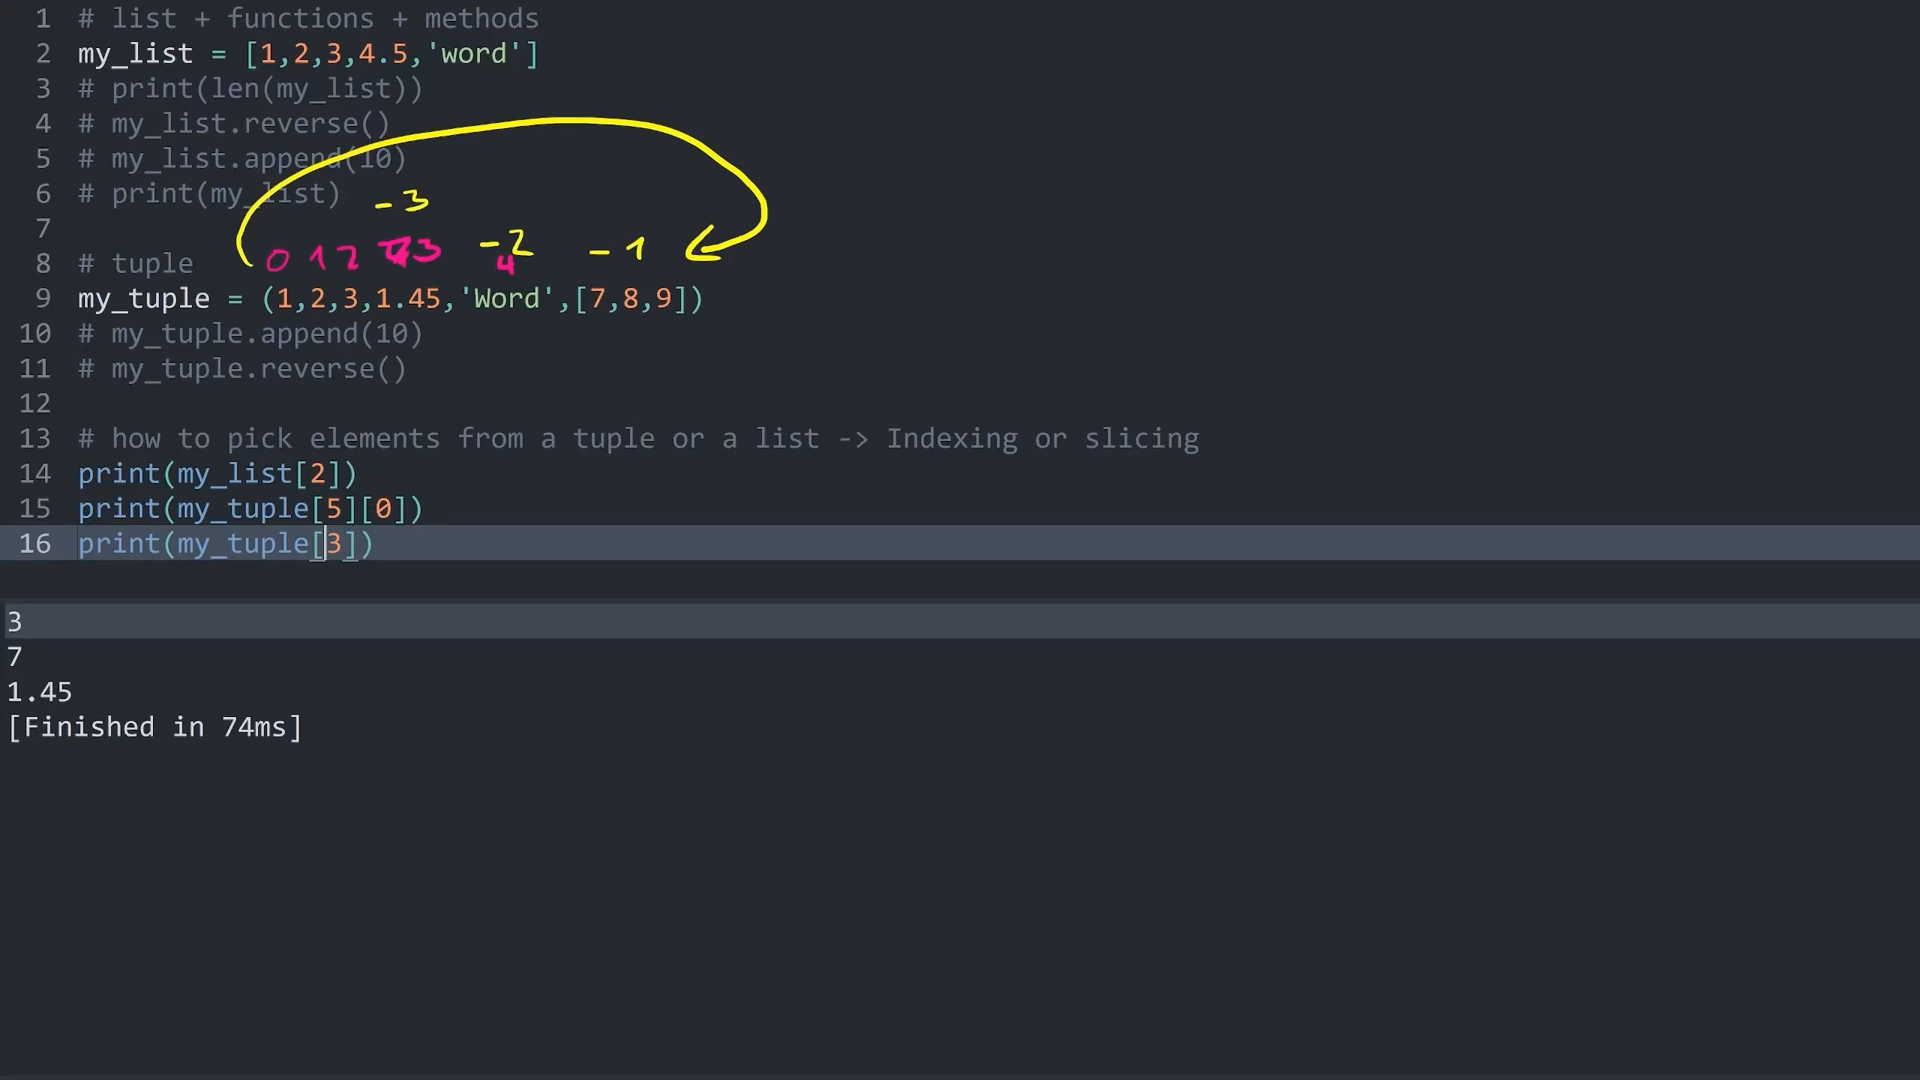 1 # list + functions + methods
2 my_list = [1,2,3,4.5,'word']
3 # print(len(my_list))
4 # my_list.reverse()
5 # my_list.append(10)
6 # print(my_list)
-3
7
0 1 2 3 -2 -1
4
8 # tuple
9 my_tuple = (1,2,3,1.45,'Word',[7,8,9])
10 # my_tuple.append(10)
11 # my_tuple.reverse()
12
13 # how to pick elements from a tuple or a list -> Indexing or slicing
14 print(my_list[2])
15 print(my_tuple[5][0])
16 print(my_tuple[3])
3
7
1.45
[Finished in 74ms]